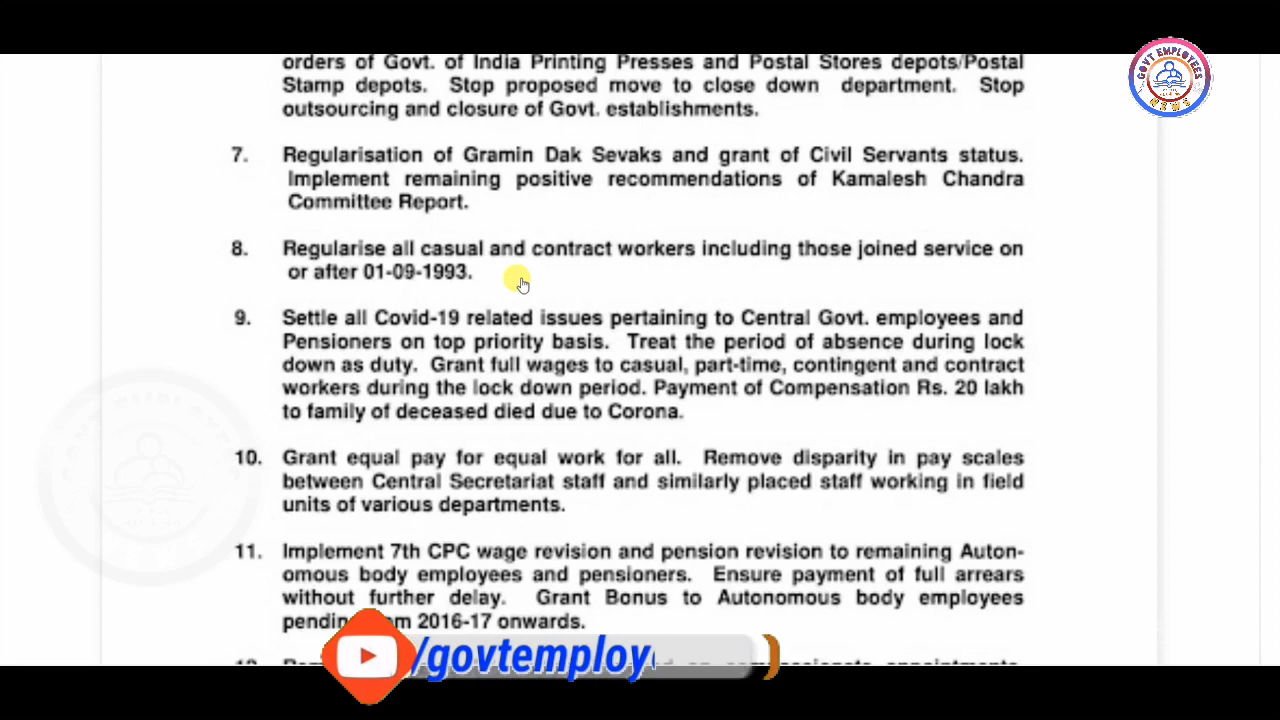 orders of Govt. of India Printing Presses and Postal Stores depots/Postal
Stamp depots. Stop proposed move to close down department. Stop
outsourcing and closure of Govt. establishments.
7. Regularisation of Gramin Dak Sevaks and grant of Civil Servants status.
Implement remaining positive recommendations of Kamalesh Chandra
Committee Report.
8. Regularise all casual and contract workers including those joined service on
or after 01-09-1993.
9. Settle all Covid-19 related issues pertaining to Central Govt. employees and
Pensioners on top priority basis. Treat the period of absence during lock
down as duty. Grant full wages to casual, part-time, contingent and contract
workers during the lock down period. Payment of Compensation Rs. 20 lakh
to family of deceased died due to Corona.
10. Grant equal pay for equal work for all. Remove disparity in pay scales
between Central Secretariat staff and similarly placed staff working in field
units of various departments.
11. Implement 7th CPC wage revision and pension revision to remaining Auton-
omous body employees and pensioners. Ensure payment of full arrears
without further delay. Grant Bonus to Autonomous body employees
2016-17 onwards.
/govtemploy
GOVT EMPLOYEES
NEWS